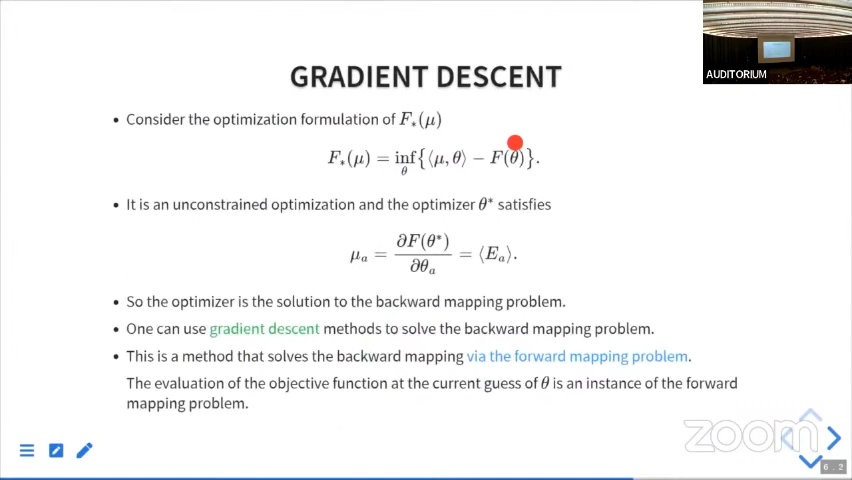 AUDITORIUM
GRADIENT DESCENT
• Consider the optimization formulation of F∗(μ)
F∗(μ) = inf_θ {⟨μ, θ⟩ − F(θ)}.
• It is an unconstrained optimization and the optimizer θ* satisfies
μ_a = ∂F(θ*)/∂θ_a = ⟨E_a⟩.
• So the optimizer is the solution to the backward mapping problem.
• One can use gradient descent methods to solve the backward mapping problem.
• This is a method that solves the backward mapping via the forward mapping problem.
The evaluation of the objective function at the current guess of θ is an instance of the forward
mapping problem.
zoom
6.2